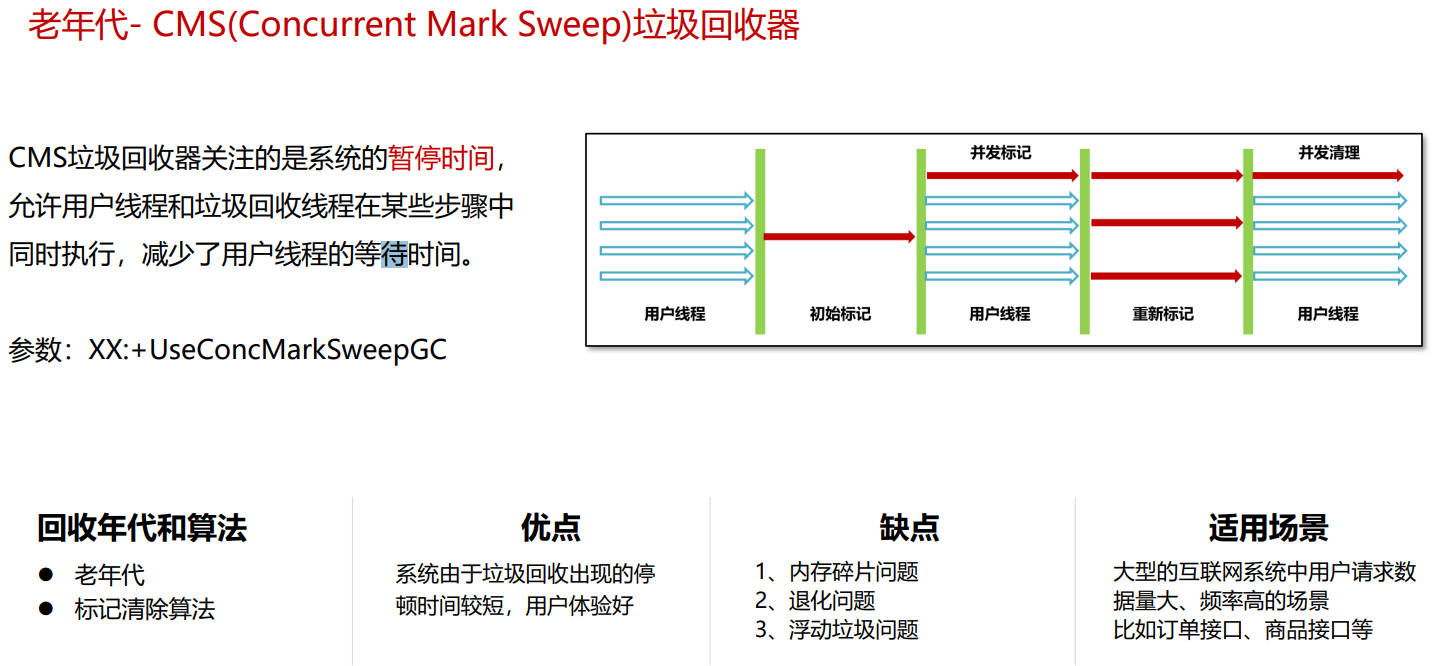 老年代- CMS(Concurrent Mark Sweep)垃圾回收器
CMS垃圾回收器关注的是系统的暂停时间，
允许用户线程和垃圾回收线程在某些步骤中
同时执行，减少了用户线程的等待时间。
参数：XX:+UseConcMarkSweepGC
并发标记
并发清理
用户线程
初始标记
用户线程
重新标记
用户线程
回收年代和算法
● 老年代
● 标记清除算法
优点
系统由于垃圾回收出现的停
顿时间较短，用户体验好
缺点
1、内存碎片问题
2、退化问题
3、浮动垃圾问题
适用场景
大型的互联网系统中用户请求数
据量大、频率高的场景
比如订单接口、商品接口等